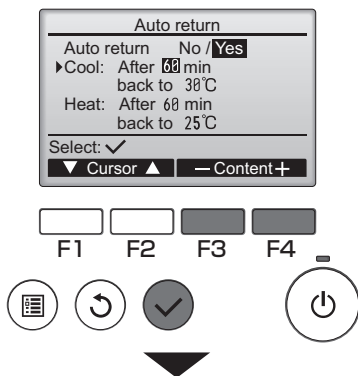 Auto return
Auto return No / Yes
▶Cool: After 60 min
back to 30°C
Heat: After 60 min
back to 25°C
Select: ✓
▼ Cursor ▲ − Content +
F1 F2 F3 F4